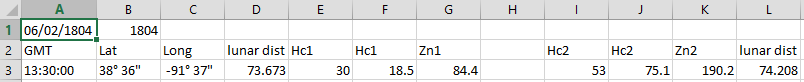 A B C D E F G H I J K L
1 06/02/1804 1804
2 GMT Lat Long lunar dist Hc1 Hc1 Zn1 Hc2 Hc2 Zn2 lunar dist
3 13:30:00 38° 36" -91° 37" 73.673 30 18.5 84.4 53 75.1 190.2 74.208